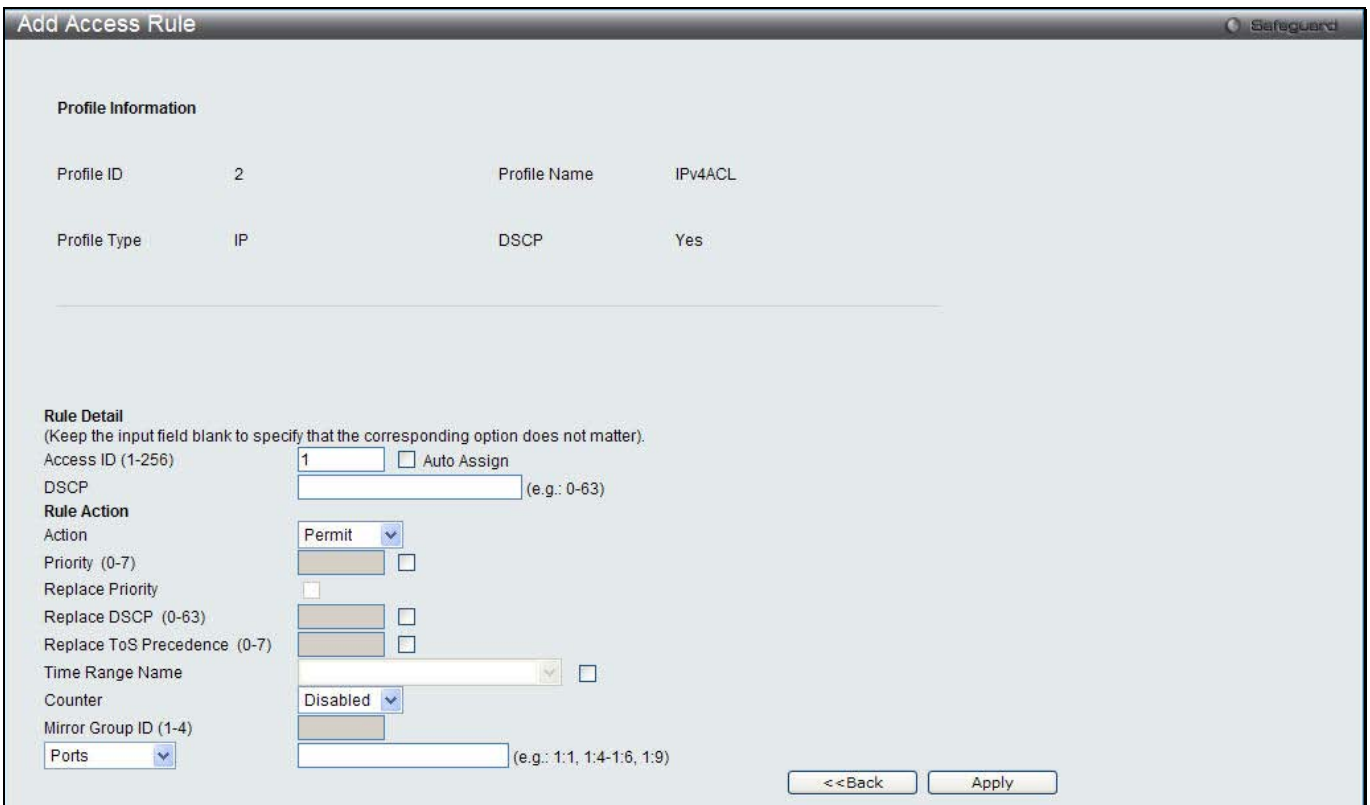 Add Access Rule
Safeguard
Profile Information
Profile ID 2 Profile Name IPv4ACL
Profile Type IP DSCP Yes
Rule Detail
(Keep the input field blank to specify that the corresponding option does not matter).
Access ID (1-256) 1 Auto Assign
DSCP (e.g.: 0-63)
Rule Action
Action Permit
Priority (0-7)
Replace Priority
Replace DSCP (0-63)
Replace ToS Precedence (0-7)
Time Range Name
Counter Disabled
Mirror Group ID (1-4)
Ports (e.g.: 1:1, 1:4-1:6, 1:9)
<<Back Apply